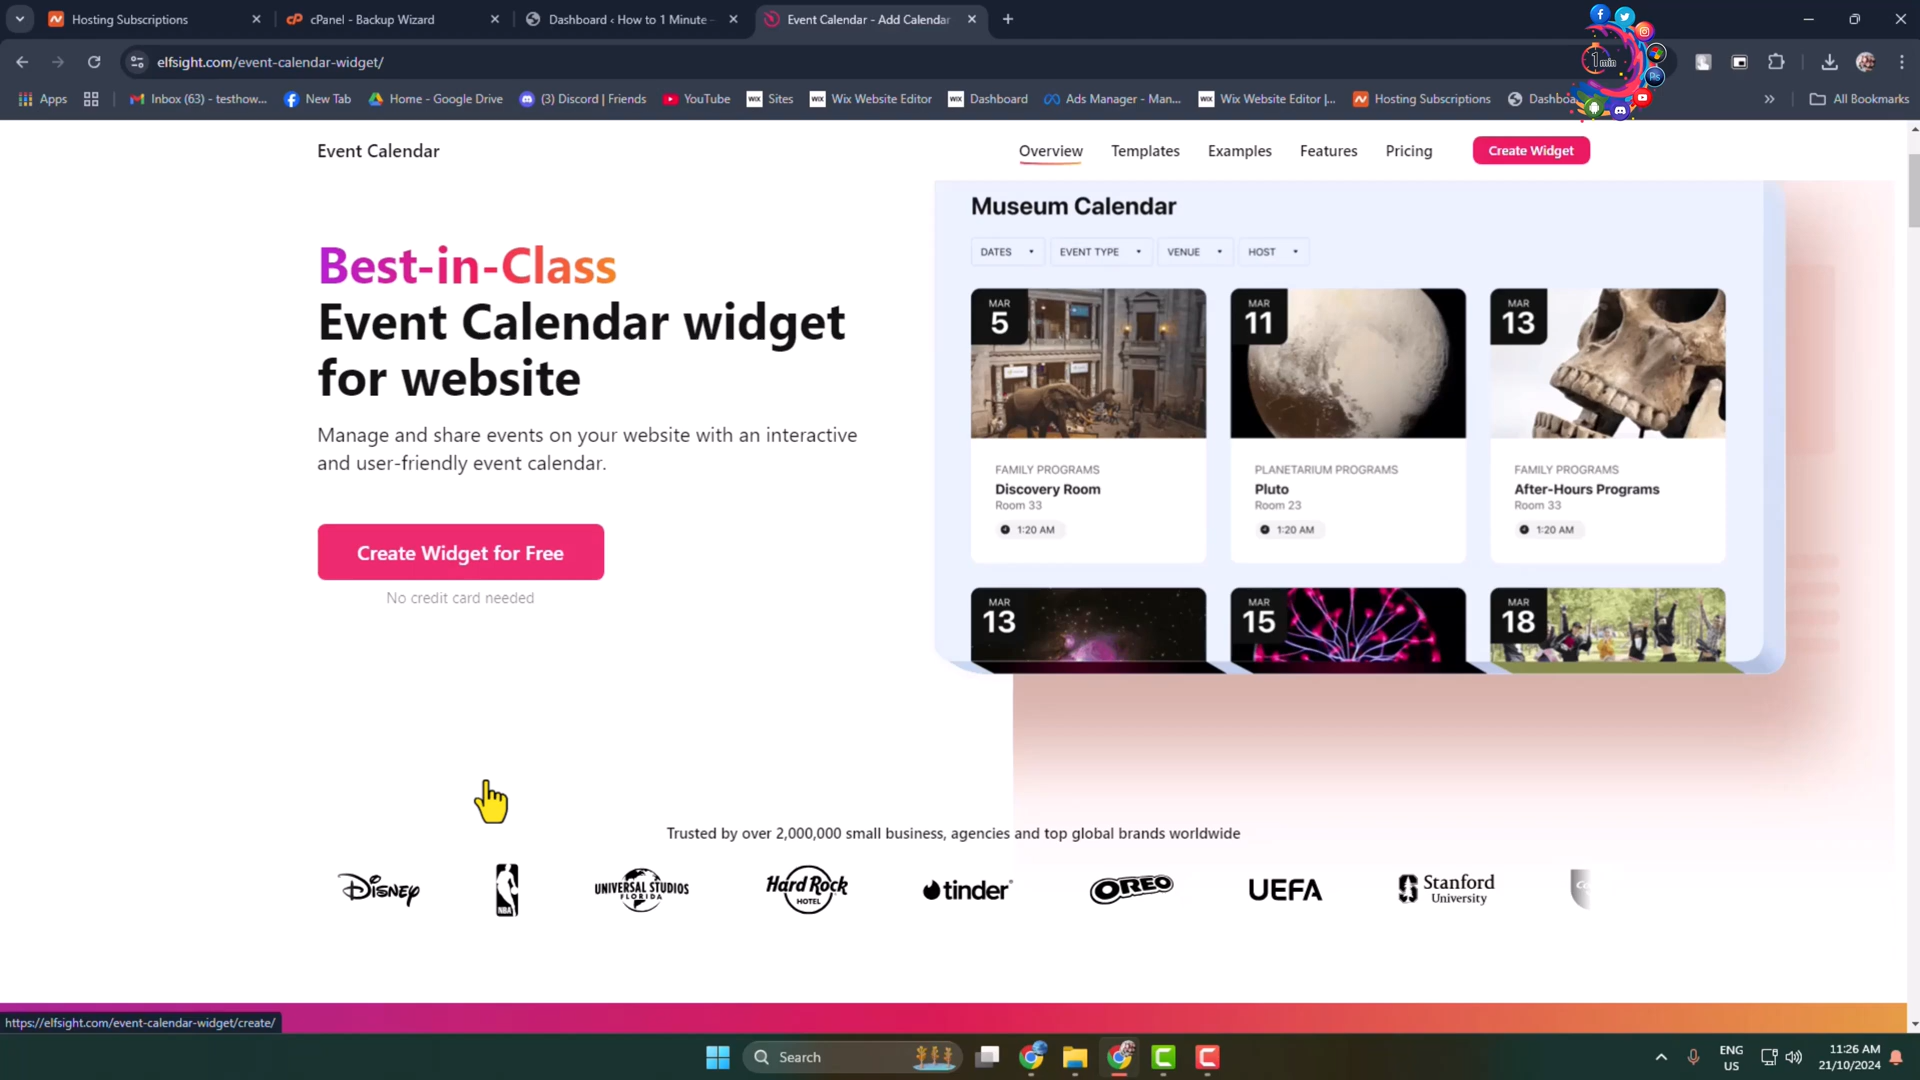 Hosting Subscriptions
cPanel - Backup Wizard
Dashboard ‹ How to 1 Minute –
Event Calendar - Add Calendar
elfsight.com/event-calendar-widget/
1 min
Ps
Apps
Inbox (63) - testhow...
New Tab
Home - Google Drive
(3) Discord | Friends
YouTube
WIX Sites
WIX Wix Website Editor
WIX Dashboard
Ads Manager - Man...
WIX Wix Website Editor |...
Hosting Subscriptions
All Bookmarks
Event Calendar
Overview
Templates
Examples
Features
Pricing
Create Widget
Best-in-Class
Event Calendar widget
for website
Manage and share events on your website with an interactive
and user-friendly event calendar.
Create Widget for Free
No credit card needed
Museum Calendar
DATES
EVENT TYPE
VENUE
HOST
MAR
5
FAMILY PROGRAMS
Discovery Room
Room 33
1:20 AM
MAR
11
PLANETARIUM PROGRAMS
Pluto
Room 23
1:20 AM
MAR
13
FAMILY PROGRAMS
After-Hours Programs
Room 33
1:20 AM
MAR
13
MAR
15
MAR
18
Trusted by over 2,000,000 small business, agencies and top global brands worldwide
Disney
NBA
UNIVERSAL STUDIOS
FLORIDA
Hard Rock
HOTEL
tinder
OREO
UEFA
Stanford
University
https://elfsight.com/event-calendar-widget/create/
Search
ENG
US
11:26 AM
21/10/2024